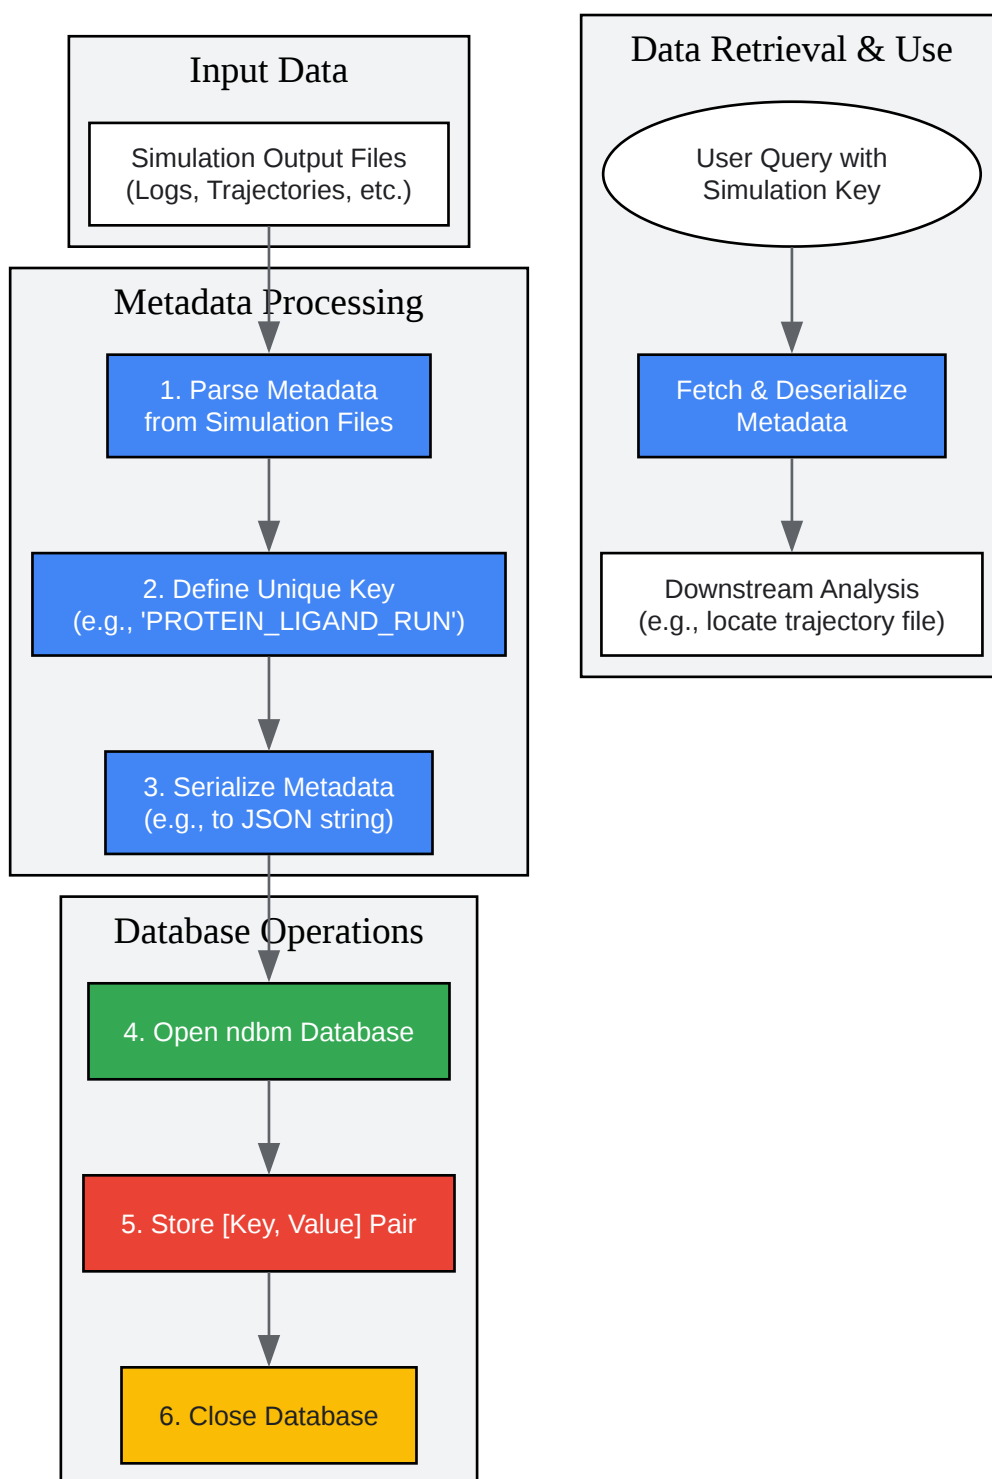 Input Data
Simulation Output Files
(Logs, Trajectories, etc.)
Metadata Processing
1. Parse Metadata
from Simulation Files
2. Define Unique Key
(e.g., 'PROTEIN_LIGAND_RUN')
3. Serialize Metadata
(e.g., to JSON string)
Database Operations
4. Open ndbm Database
5. Store [Key, Value] Pair
6. Close Database
Data Retrieval & Use
User Query with
Simulation Key
Fetch & Deserialize
Metadata
Downstream Analysis
(e.g., locate trajectory file)